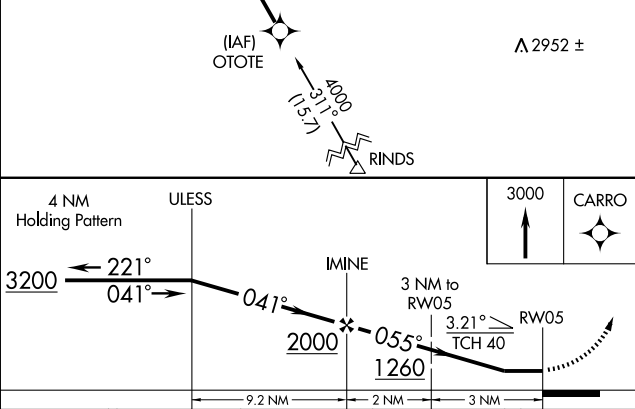 (IAF)
OTOTE
2952 ±
4000
311°
(15.7)
RINDS
4 NM
Holding Pattern
ULESS
3000
CARRO
221°
041°
3200
IMINE
3 NM to
RW05
041°
2000
055°
1260
3.21°
TCH 40
RW05
9.2 NM
2 NM
3 NM